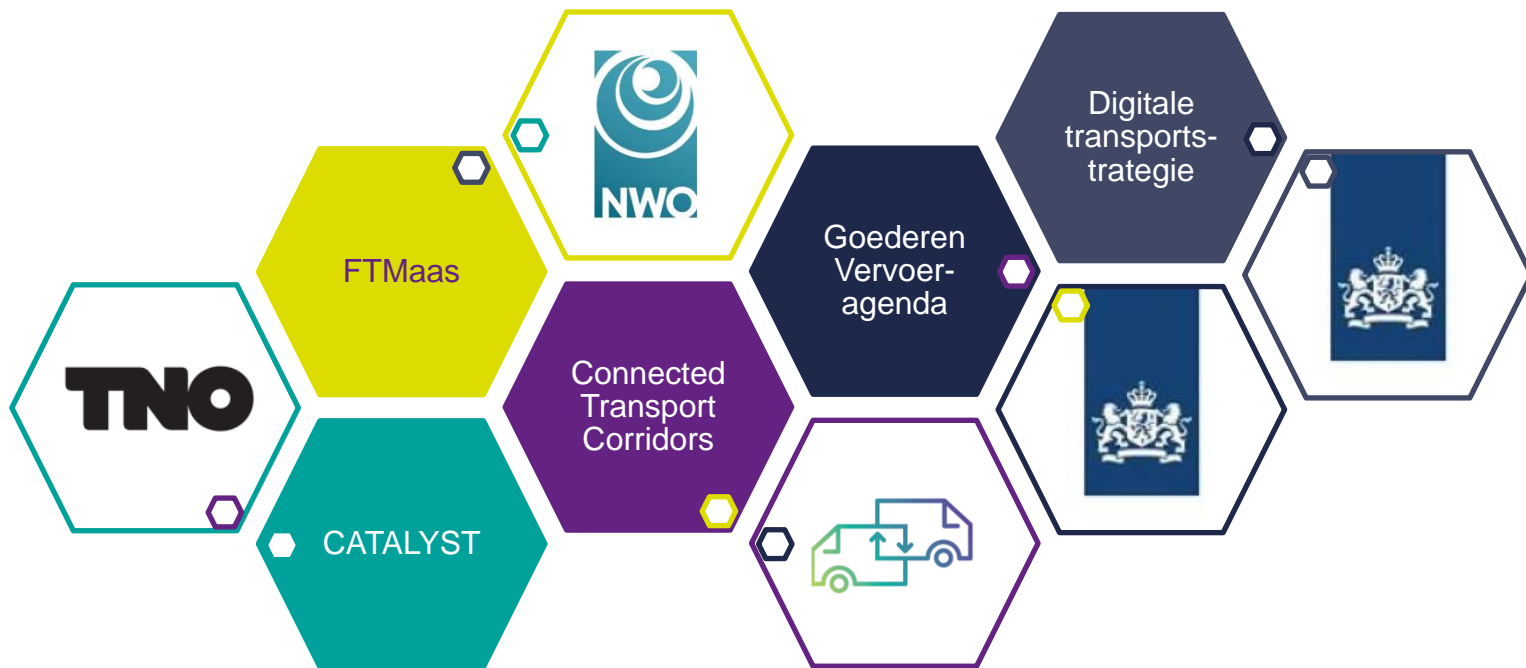 NWO
Digitale
transports-
trategie
FTMaas
Goederen
Vervoer-
agenda
TNO
Connected
Transport
Corridors
CATALYST